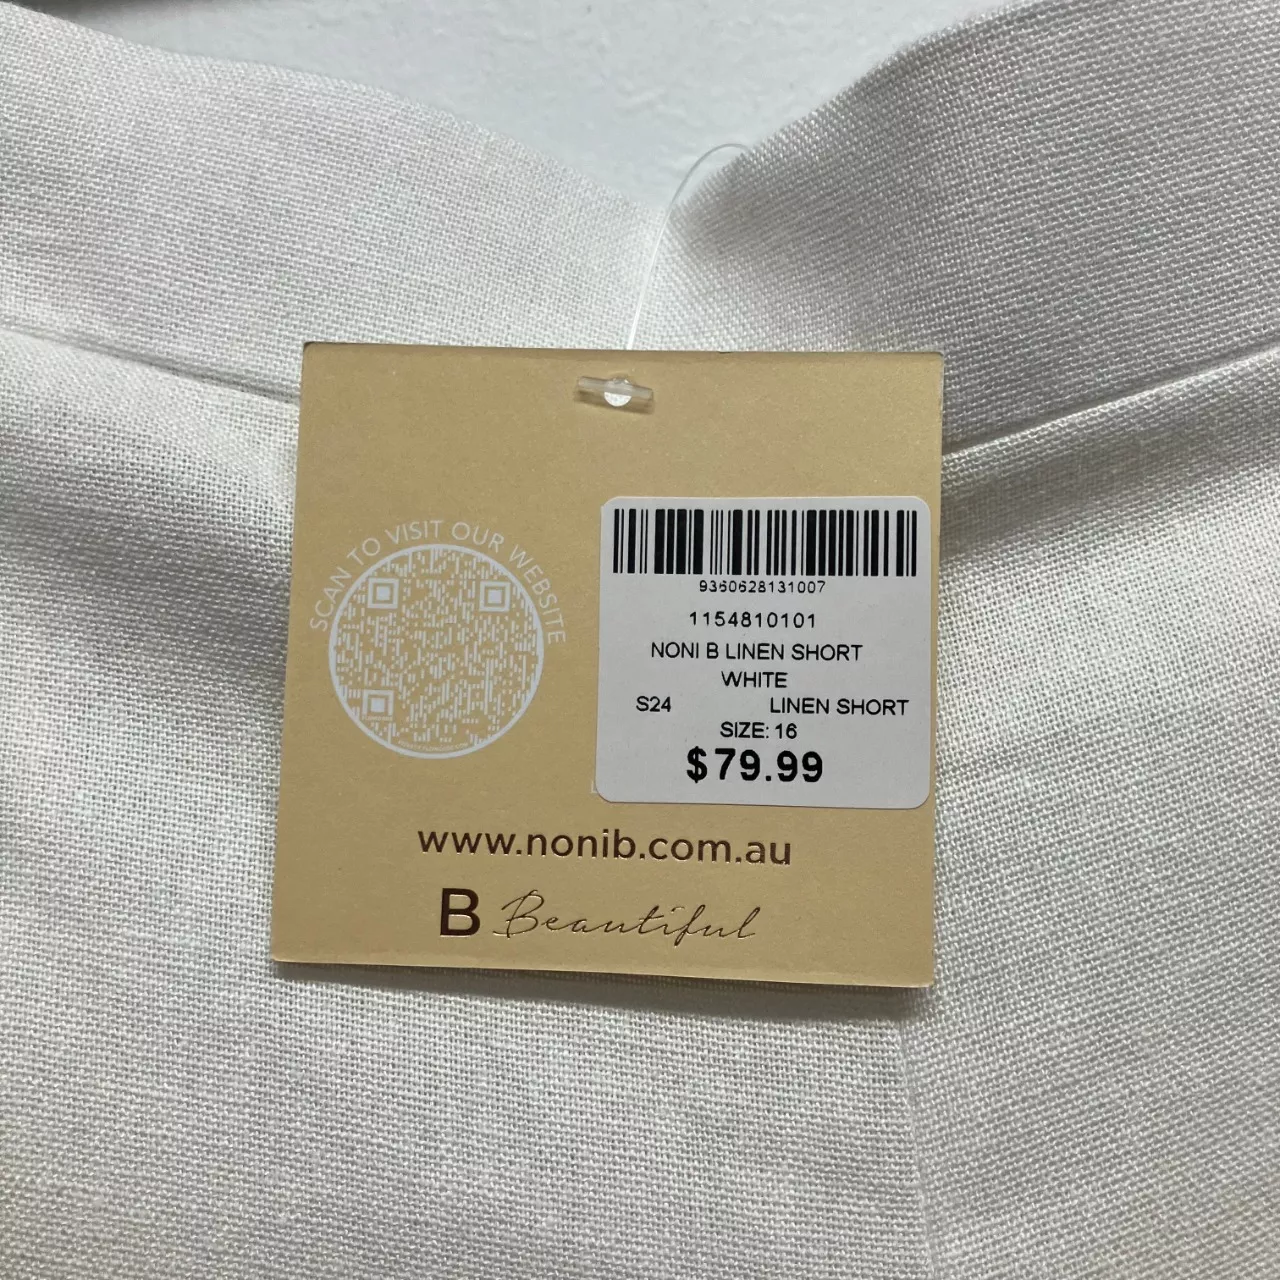 SCAN TO VISIT OUR WEBSITE
9360628131007
1154810101
NONI B LINEN SHORT
WHITE
S24 LINEN SHORT
SIZE: 16
$79.99
www.nonib.com.au
B Beautiful